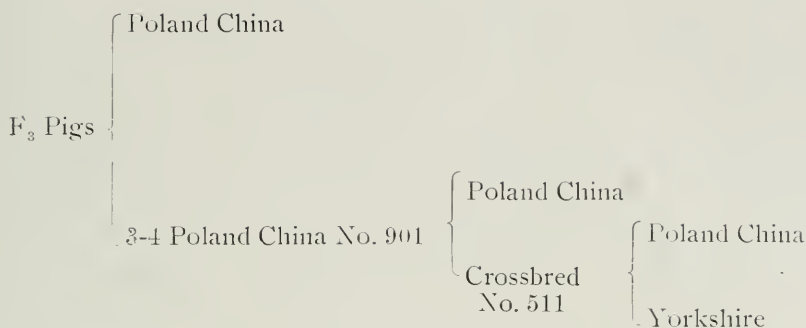 Poland China
F₃ Pigs
3-4 Poland China No. 901
Poland China
Crossbred
No. 511
Poland China
Yorkshire